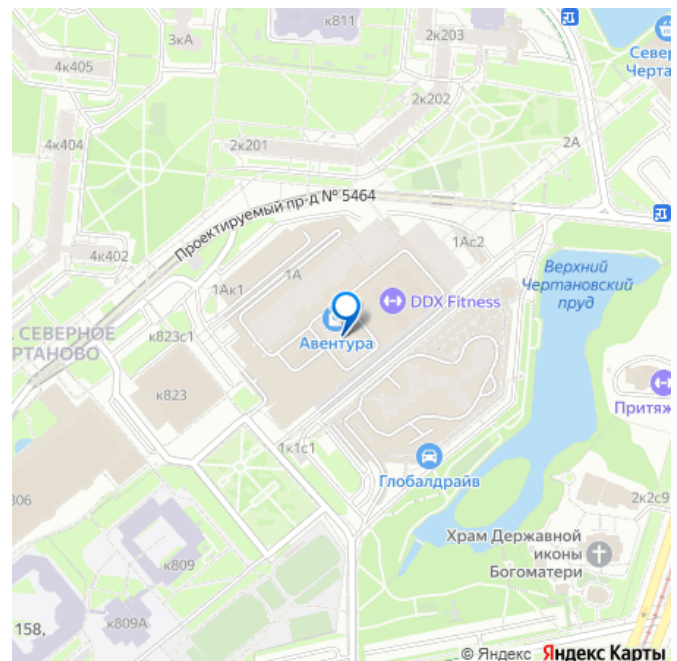 к811
3кА
2к203
Север
Черта
4к405
2к202
4к404
2к201
2А
Проектируемый пр-д № 5464
4к402
1Ас2
Верхний
Чертановский
пруд
1А
1Ак1
DDX Fitness
СЕВЕРНОЕ
РТАНОВО
к823с1
Авентура
к823
Притяж
1к1с1
Глобалдрайв
806
2к2с9
Храм Державной
иконы
Богоматери
к809
к809А
158,
© Яндекс Яндекс Карты